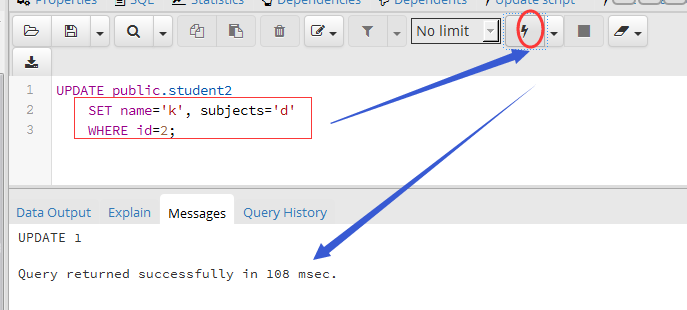 Properties SQL Statistics Dependencies Dependents Update script
No limit
1 UPDATE public.student2
2 SET name='k', subjects='d'
3 WHERE id=2;
Data Output Explain Messages Query History
UPDATE 1
Query returned successfully in 108 msec.